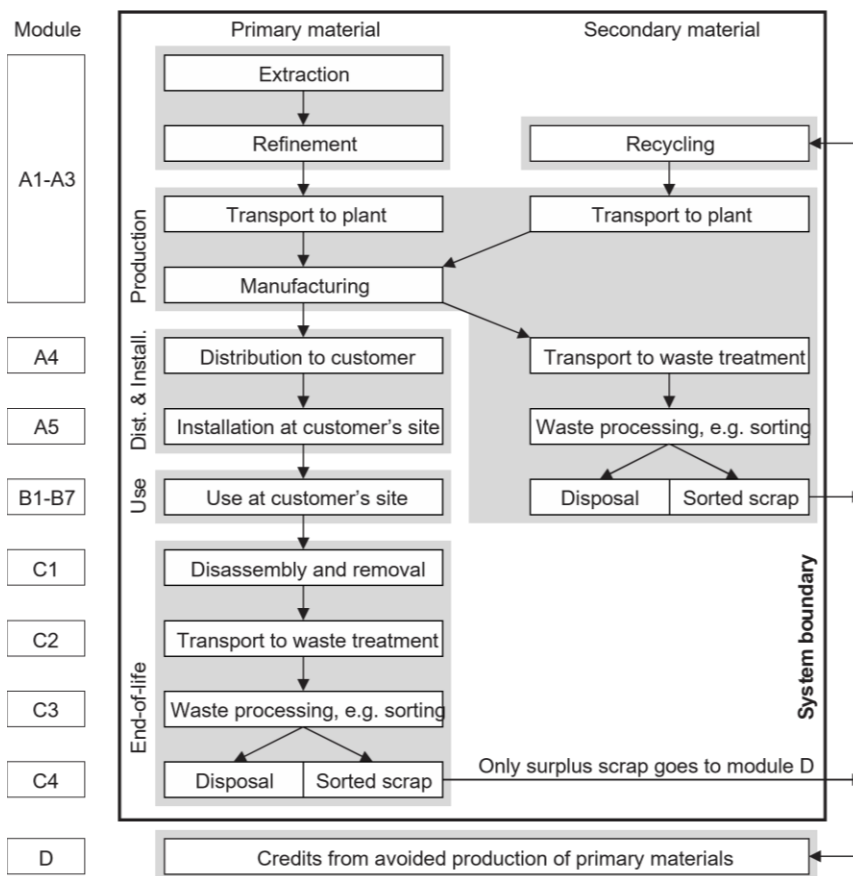 Module
Primary material
Secondary material
Extraction
Refinement
Recycling
A1-A3
Transport to plant
Transport to plant
Production
Manufacturing
A4
Dist. & Install.
Distribution to customer
Transport to waste treatment
A5
Installation at customer’s site
Waste processing, e.g. sorting
B1-B7
Use
Use at customer’s site
Disposal
Sorted scrap
C1
Disassembly and removal
C2
Transport to waste treatment
System boundary
End-of-life
C3
Waste processing, e.g. sorting
C4
Disposal
Sorted scrap
Only surplus scrap goes to module D
D
Credits from avoided production of primary materials